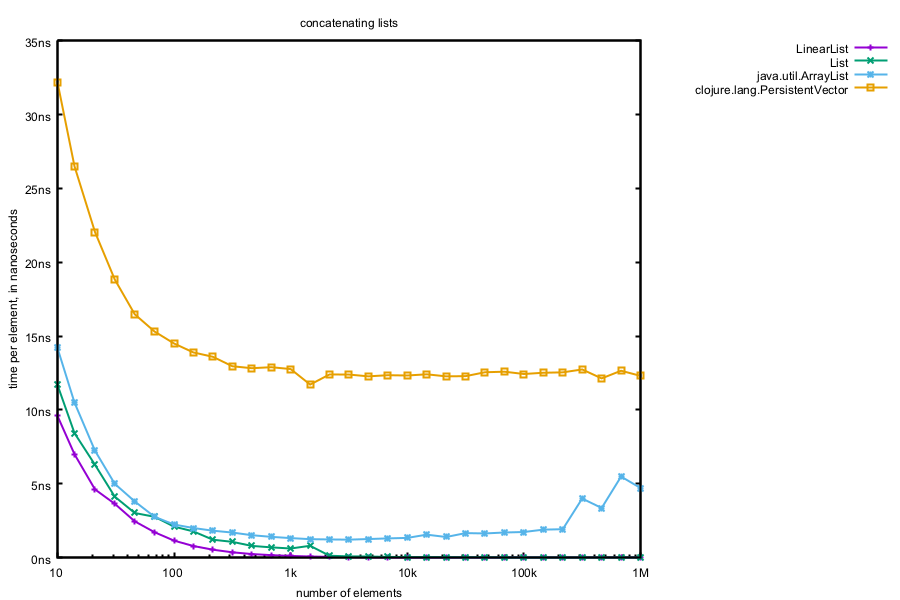 concatenating lists
LinearList
List
java.util.ArrayList
clojure.lang.PersistentVector
35ns
30ns
25ns
20ns
15ns
10ns
5ns
0ns
time per element, in nanoseconds
10
100
1k
10k
100k
1M
number of elements